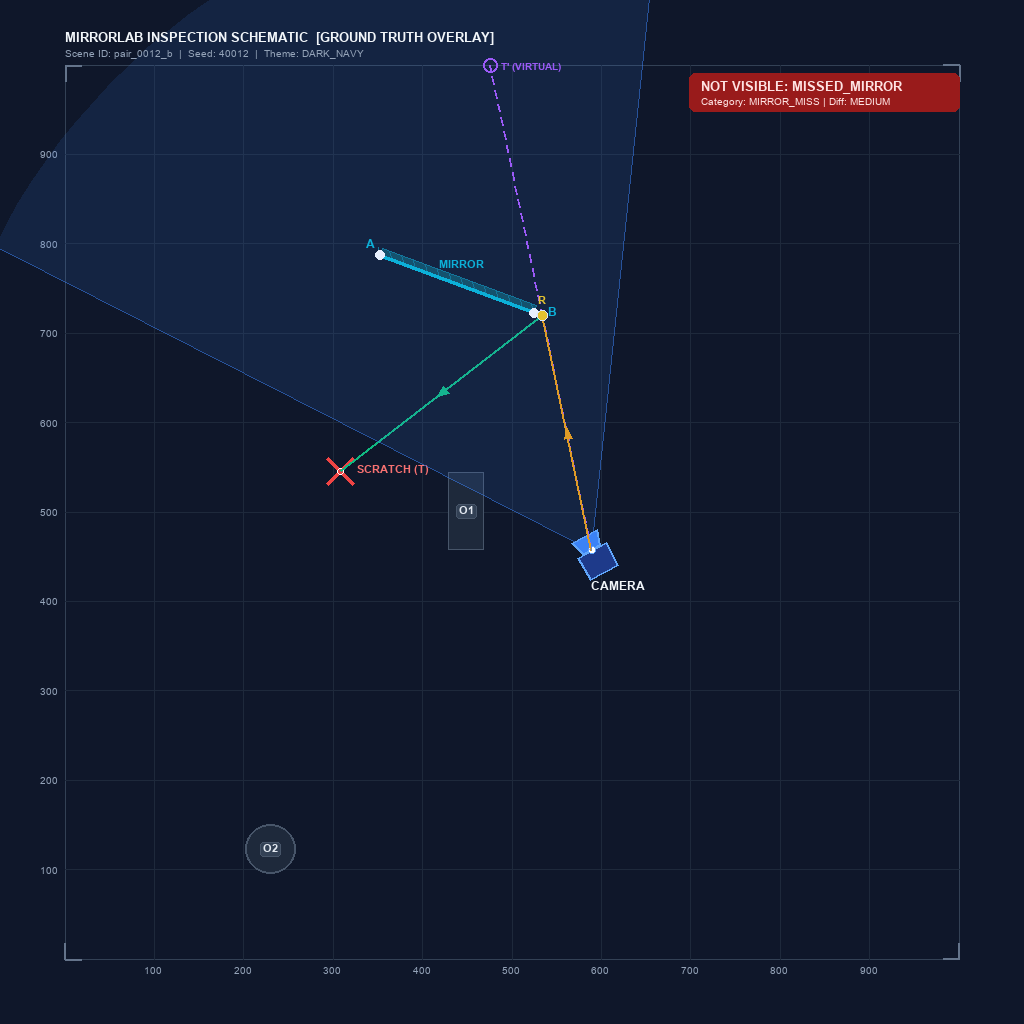 MIRRORLAB INSPECTION SCHEMATIC [GROUND TRUTH OVERLAY]
Scene ID: pair_0012_b | Seed: 40012 | Theme: DARK_NAVY
T' (VIRTUAL)
NOT VISIBLE: MISSED_MIRROR
Category: MIRROR_MISS | Diff: MEDIUM
900
800
A
MIRROR
R
B
700
600
SCRATCH (T)
500
O1
CAMERA
400
300
200
O2
100
100 200 300 400 500 600 700 800 900